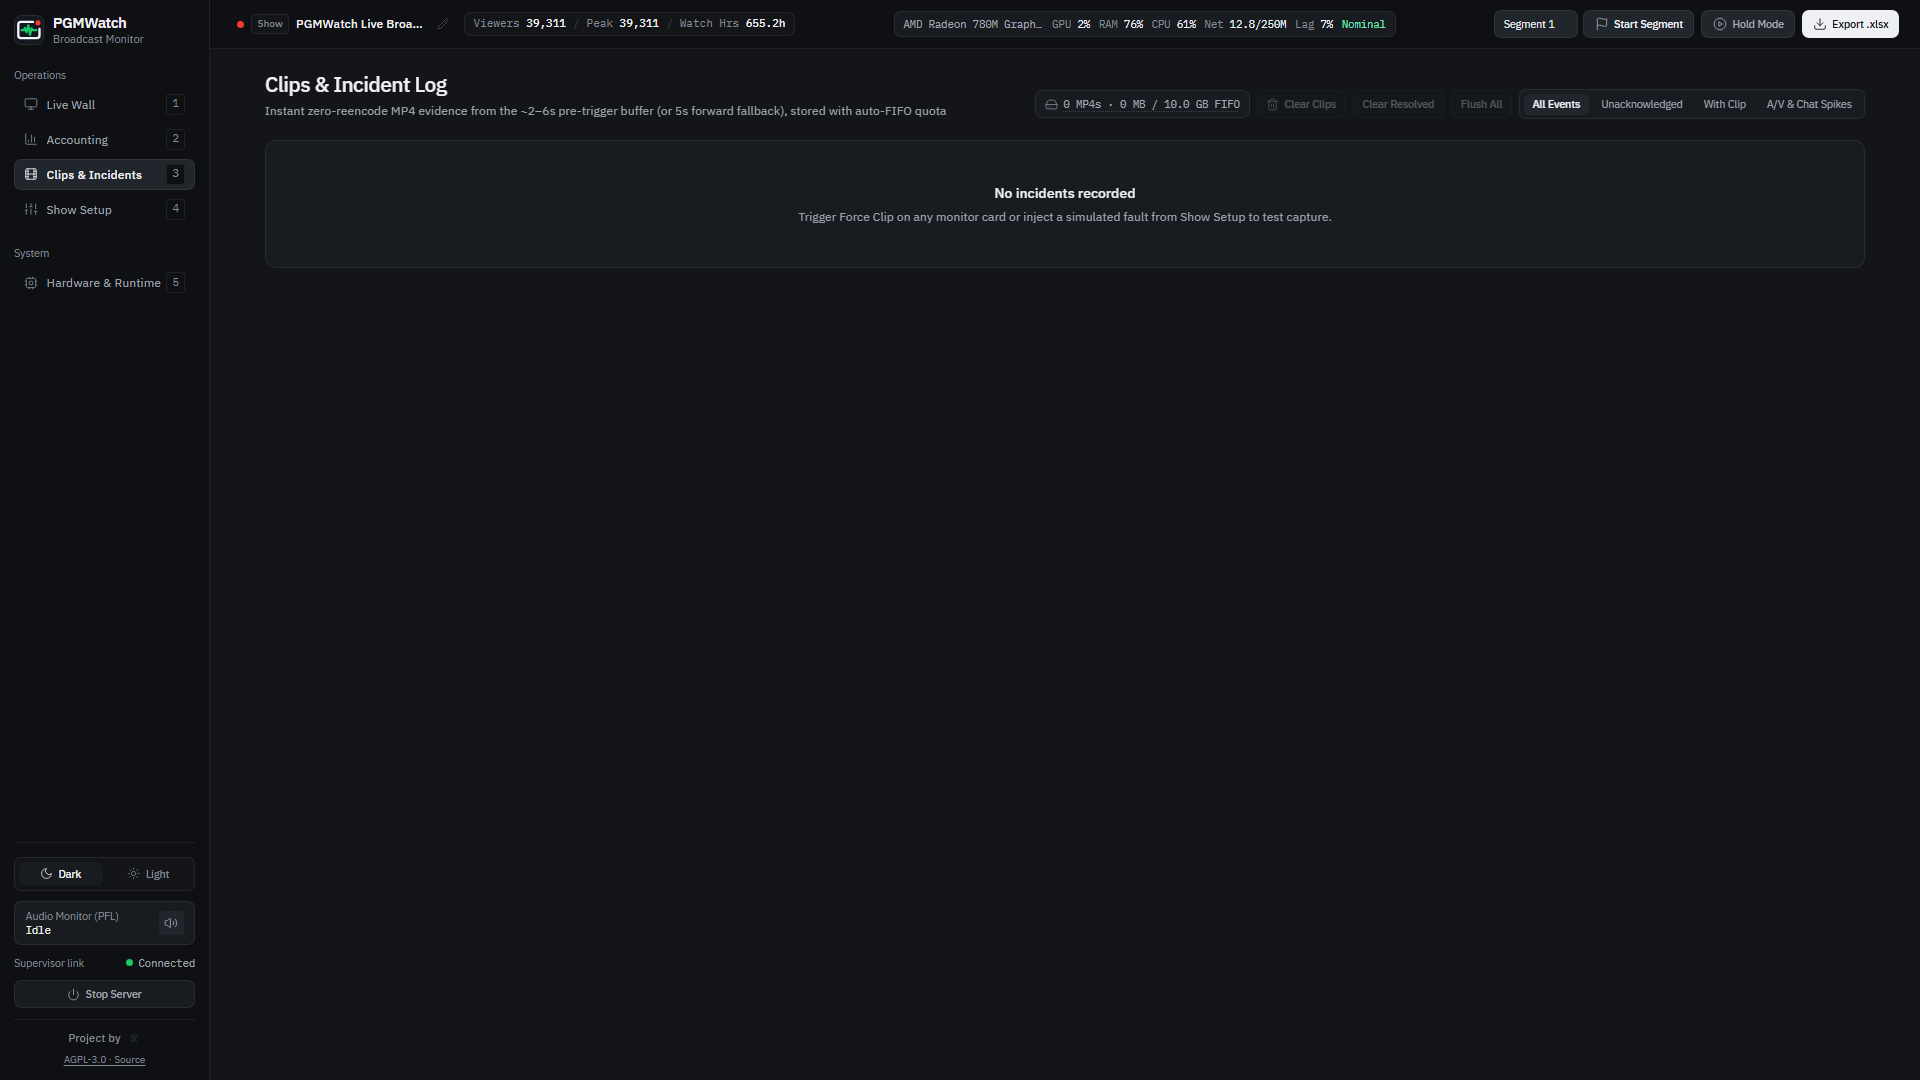 PGMWatch
Broadcast Monitor
Operations
Live Wall 1
Accounting 2
Clips & Incidents 3
Show Setup 4
System
Hardware & Runtime 5
Dark Light
Audio Monitor (PFL)
Idle
Supervisor link Connected
Stop Server
Project by
AGPL-3.0 · Source
Show PGMWatch Live Broa... Viewers 39,311 / Peak 39,311 / Watch Hrs 655.2h AMD Radeon 780M Graph… GPU 2% RAM 76% CPU 61% Net 12.8/250M Lag 7% Nominal Segment 1 Start Segment Hold Mode Export .xlsx
Clips & Incident Log
Instant zero-reencode MP4 evidence from the ~2–6s pre-trigger buffer (or 5s forward fallback), stored with auto-FIFO quota
0 MP4s · 0 MB / 10.0 GB FIFO Clear Clips Clear Resolved Flush All All Events Unacknowledged With Clip A/V & Chat Spikes
No incidents recorded
Trigger Force Clip on any monitor card or inject a simulated fault from Show Setup to test capture.